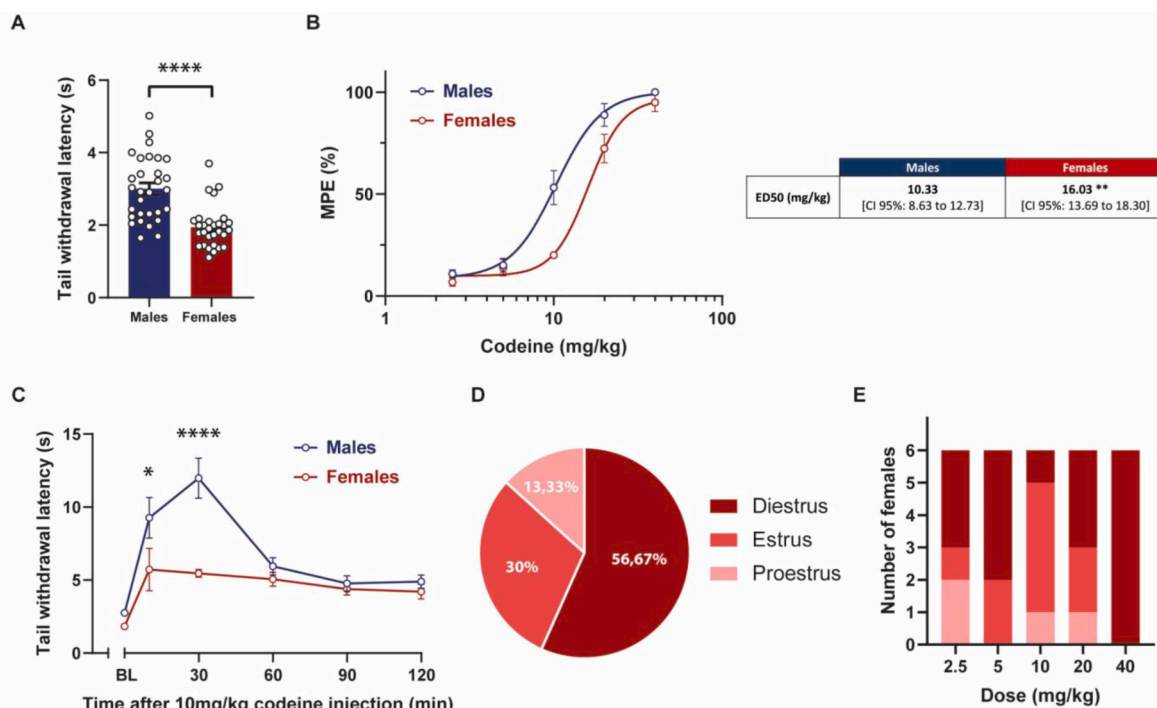 A
Tail withdrawal latency (s)
6
4
2
0
****
Males
Females
B
MPE (%)
100
50
0
Males
Females
1
10
100
Codeine (mg/kg)
Males
Females
ED50 (mg/kg)
10.33
[CI 95%: 8.63 to 12.73]
16.03 **
[CI 95%: 13.69 to 18.30]
C
Tail withdrawal latency (s)
15
10
5
0
*
****
Males
Females
BL
30
60
90
120
Time after 10mg/kg codeine injection (min)
D
13,33%
30%
56,67%
Diestrus
Estrus
Proestrus
E
Number of females
6
5
4
3
2
1
0
2.5
5
10
20
40
Dose (mg/kg)